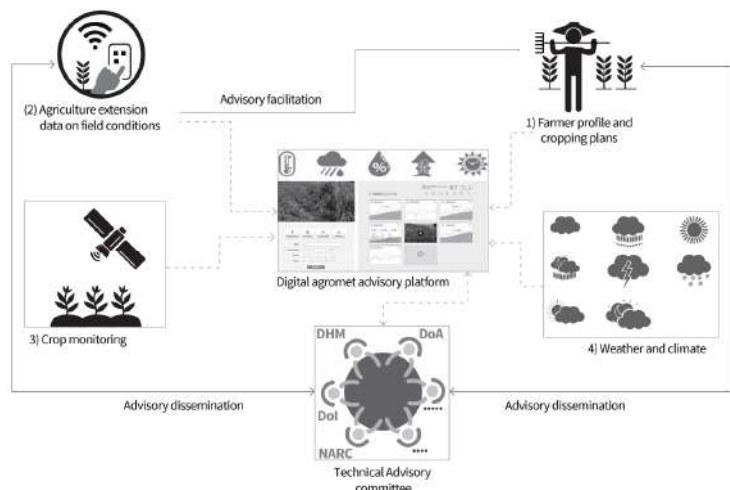 (2) Agriculture extension
data on field conditions
Advisory facilitation
1) Farmer profile and
cropping plans
%
Digital agromet advisory platform
3) Crop monitoring
4) Weather and climate
DHM
DoA
DoI
.....
NARC
....
Advisory dissemination
Advisory dissemination
Technical Advisory
committee